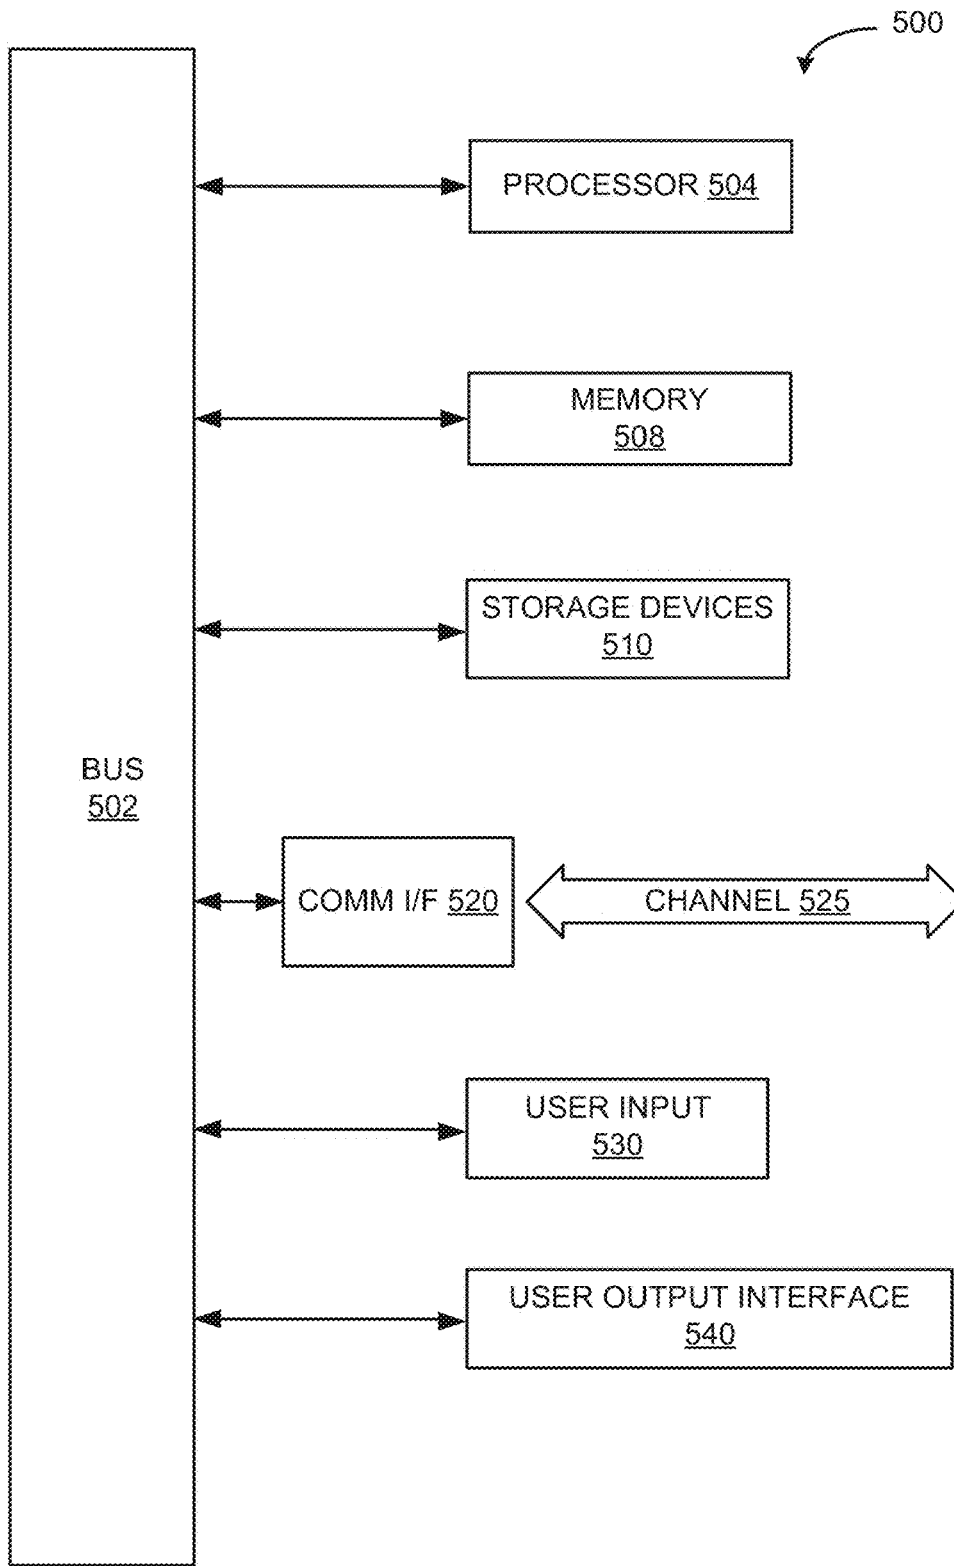 500
PROCESSOR 504
MEMORY
508
STORAGE DEVICES
510
BUS
502
COMM I/F 520
CHANNEL 525
USER INPUT
530
USER OUTPUT INTERFACE
540